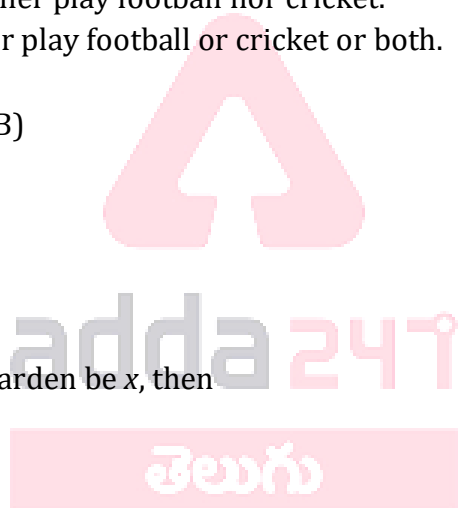 her play football nor cricket.
r play football or cricket or both.
B)
adda 247
arden be x, then
తెలుగు